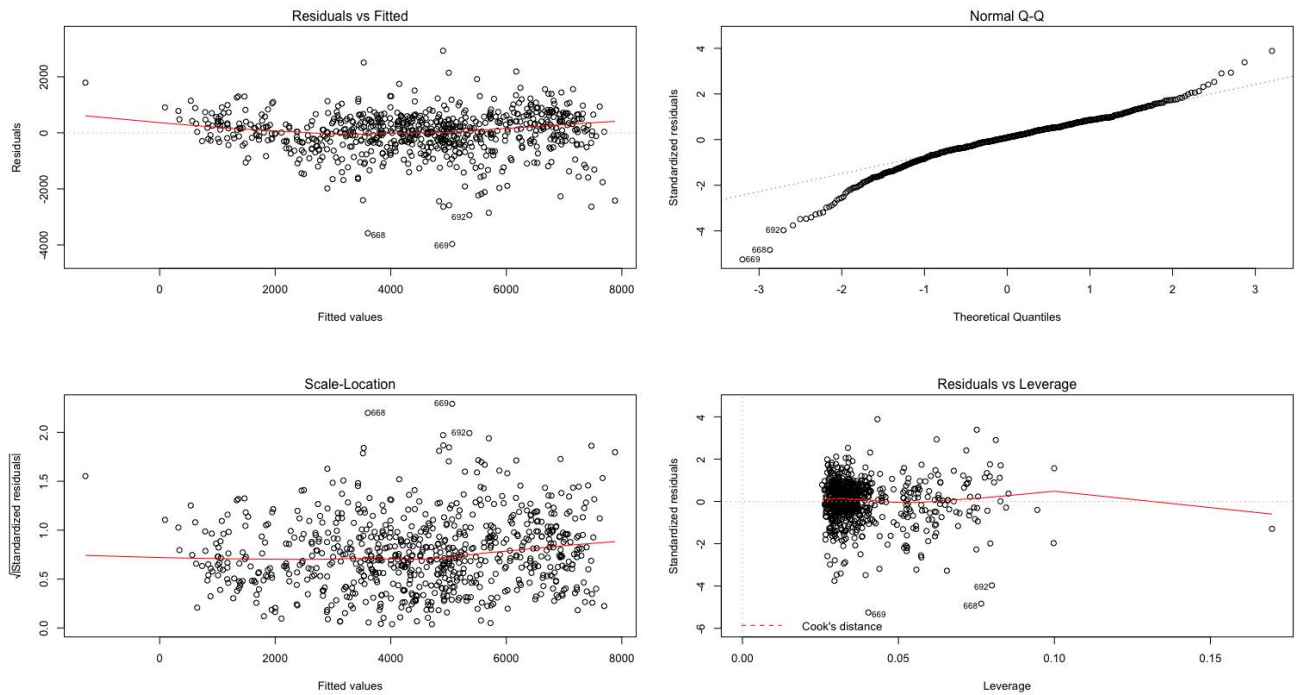 Residuals vs Fitted
Residuals
2000
0
-2000
-4000
692
668
669
0 2000 4000 6000 8000
Fitted values
Normal Q-Q
Standardized residuals
4
2
0
-2
-4
692
668
669
-3 -2 -1 0 1 2 3
Theoretical Quantiles
Scale-Location
√|Standardized residuals|
2.0
1.5
1.0
0.5
0.0
669
668
692
0 2000 4000 6000 8000
Fitted values
Residuals vs Leverage
Standardized residuals
4
2
0
-2
-4
-6
692
668
669
Cook's distance
0.00 0.05 0.10 0.15
Leverage